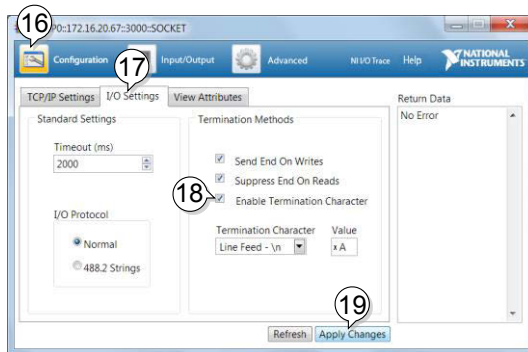 16
P0::172.16.20.67::3000::SOCKET
Configuration
Input/Output
Advanced
NI I/O Trace
Help
NATIONAL INSTRUMENTS
17
TCP/IP Settings
I/O Settings
View Attributes
Return Data
Standard Settings
Termination Methods
No Error
Timeout (ms)
2000
Send End On Writes
Suppress End On Reads
18
Enable Termination Character
I/O Protocol
Termination Character
Value
Line Feed - \n
x A
Normal
488.2 Strings
19
Refresh
Apply Changes